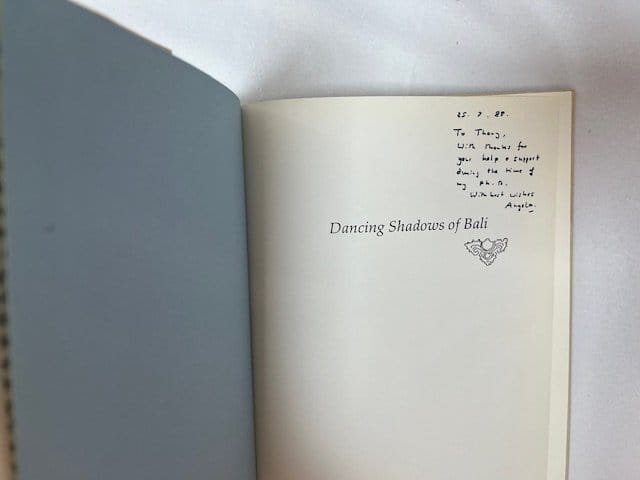 25. 7. 88.
To Thong,
With thanks for
your help & support
during the time of
my Ph.D.
With best wishes
Angela.
Dancing Shadows of Bali